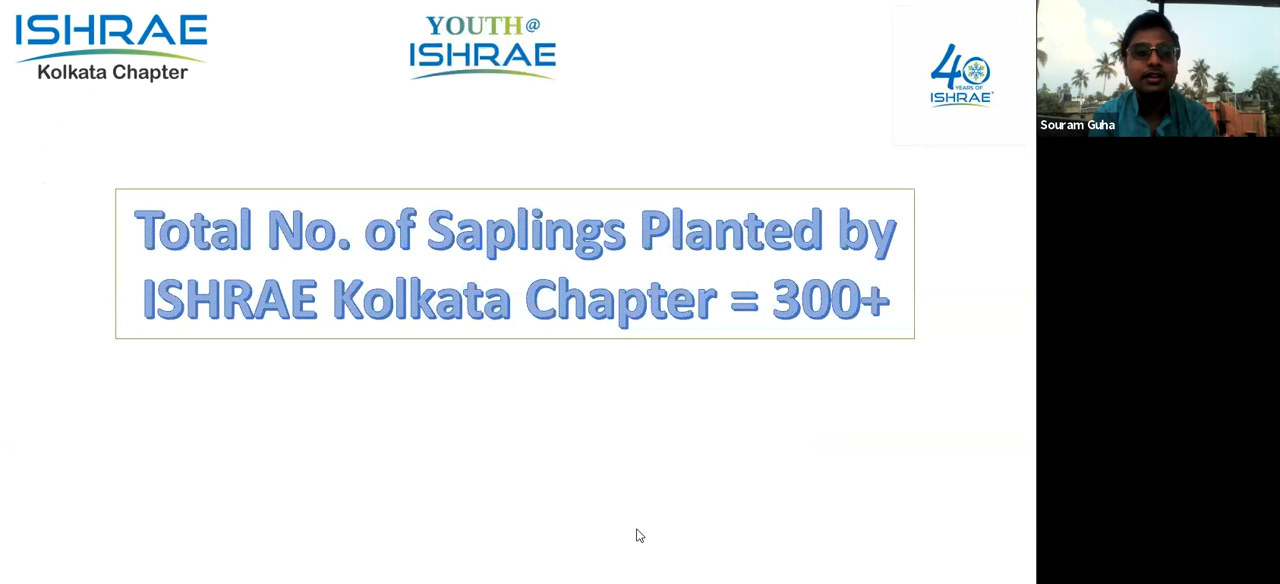 ISHRAE
Kolkata Chapter
YOUTH@
ISHRAE
40
YEARS OF
ISHRAE
Souram Guha
Total No. of Saplings Planted by
ISHRAE Kolkata Chapter = 300+